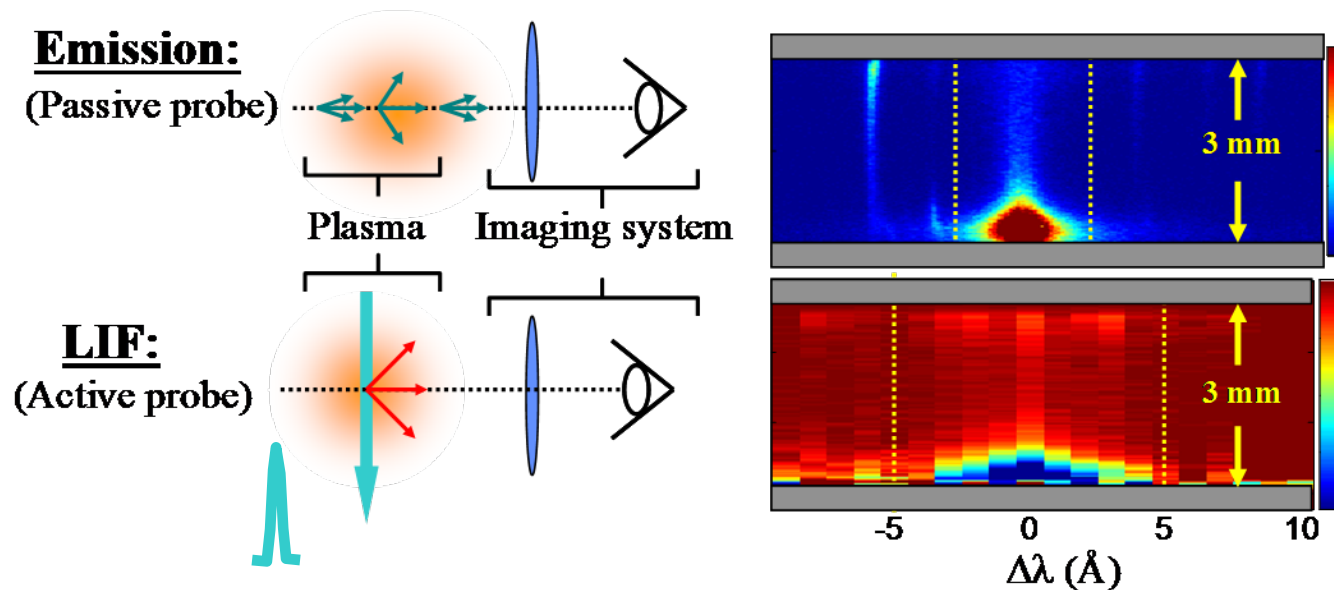 Emission:
(Passive probe)
Plasma
Imaging system
LIF:
(Active probe)
3 mm
3 mm
-5 0 5 10
Δλ (Å)